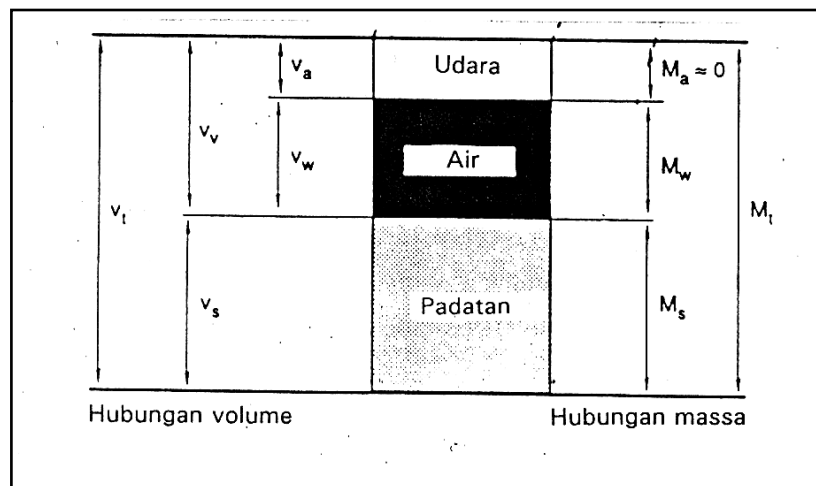 Udara
v_a
M_a ≈ 0
v_v
v_w
Air
M_w
v_t
M_t
v_s
Padatan
M_s
Hubungan volume
Hubungan massa